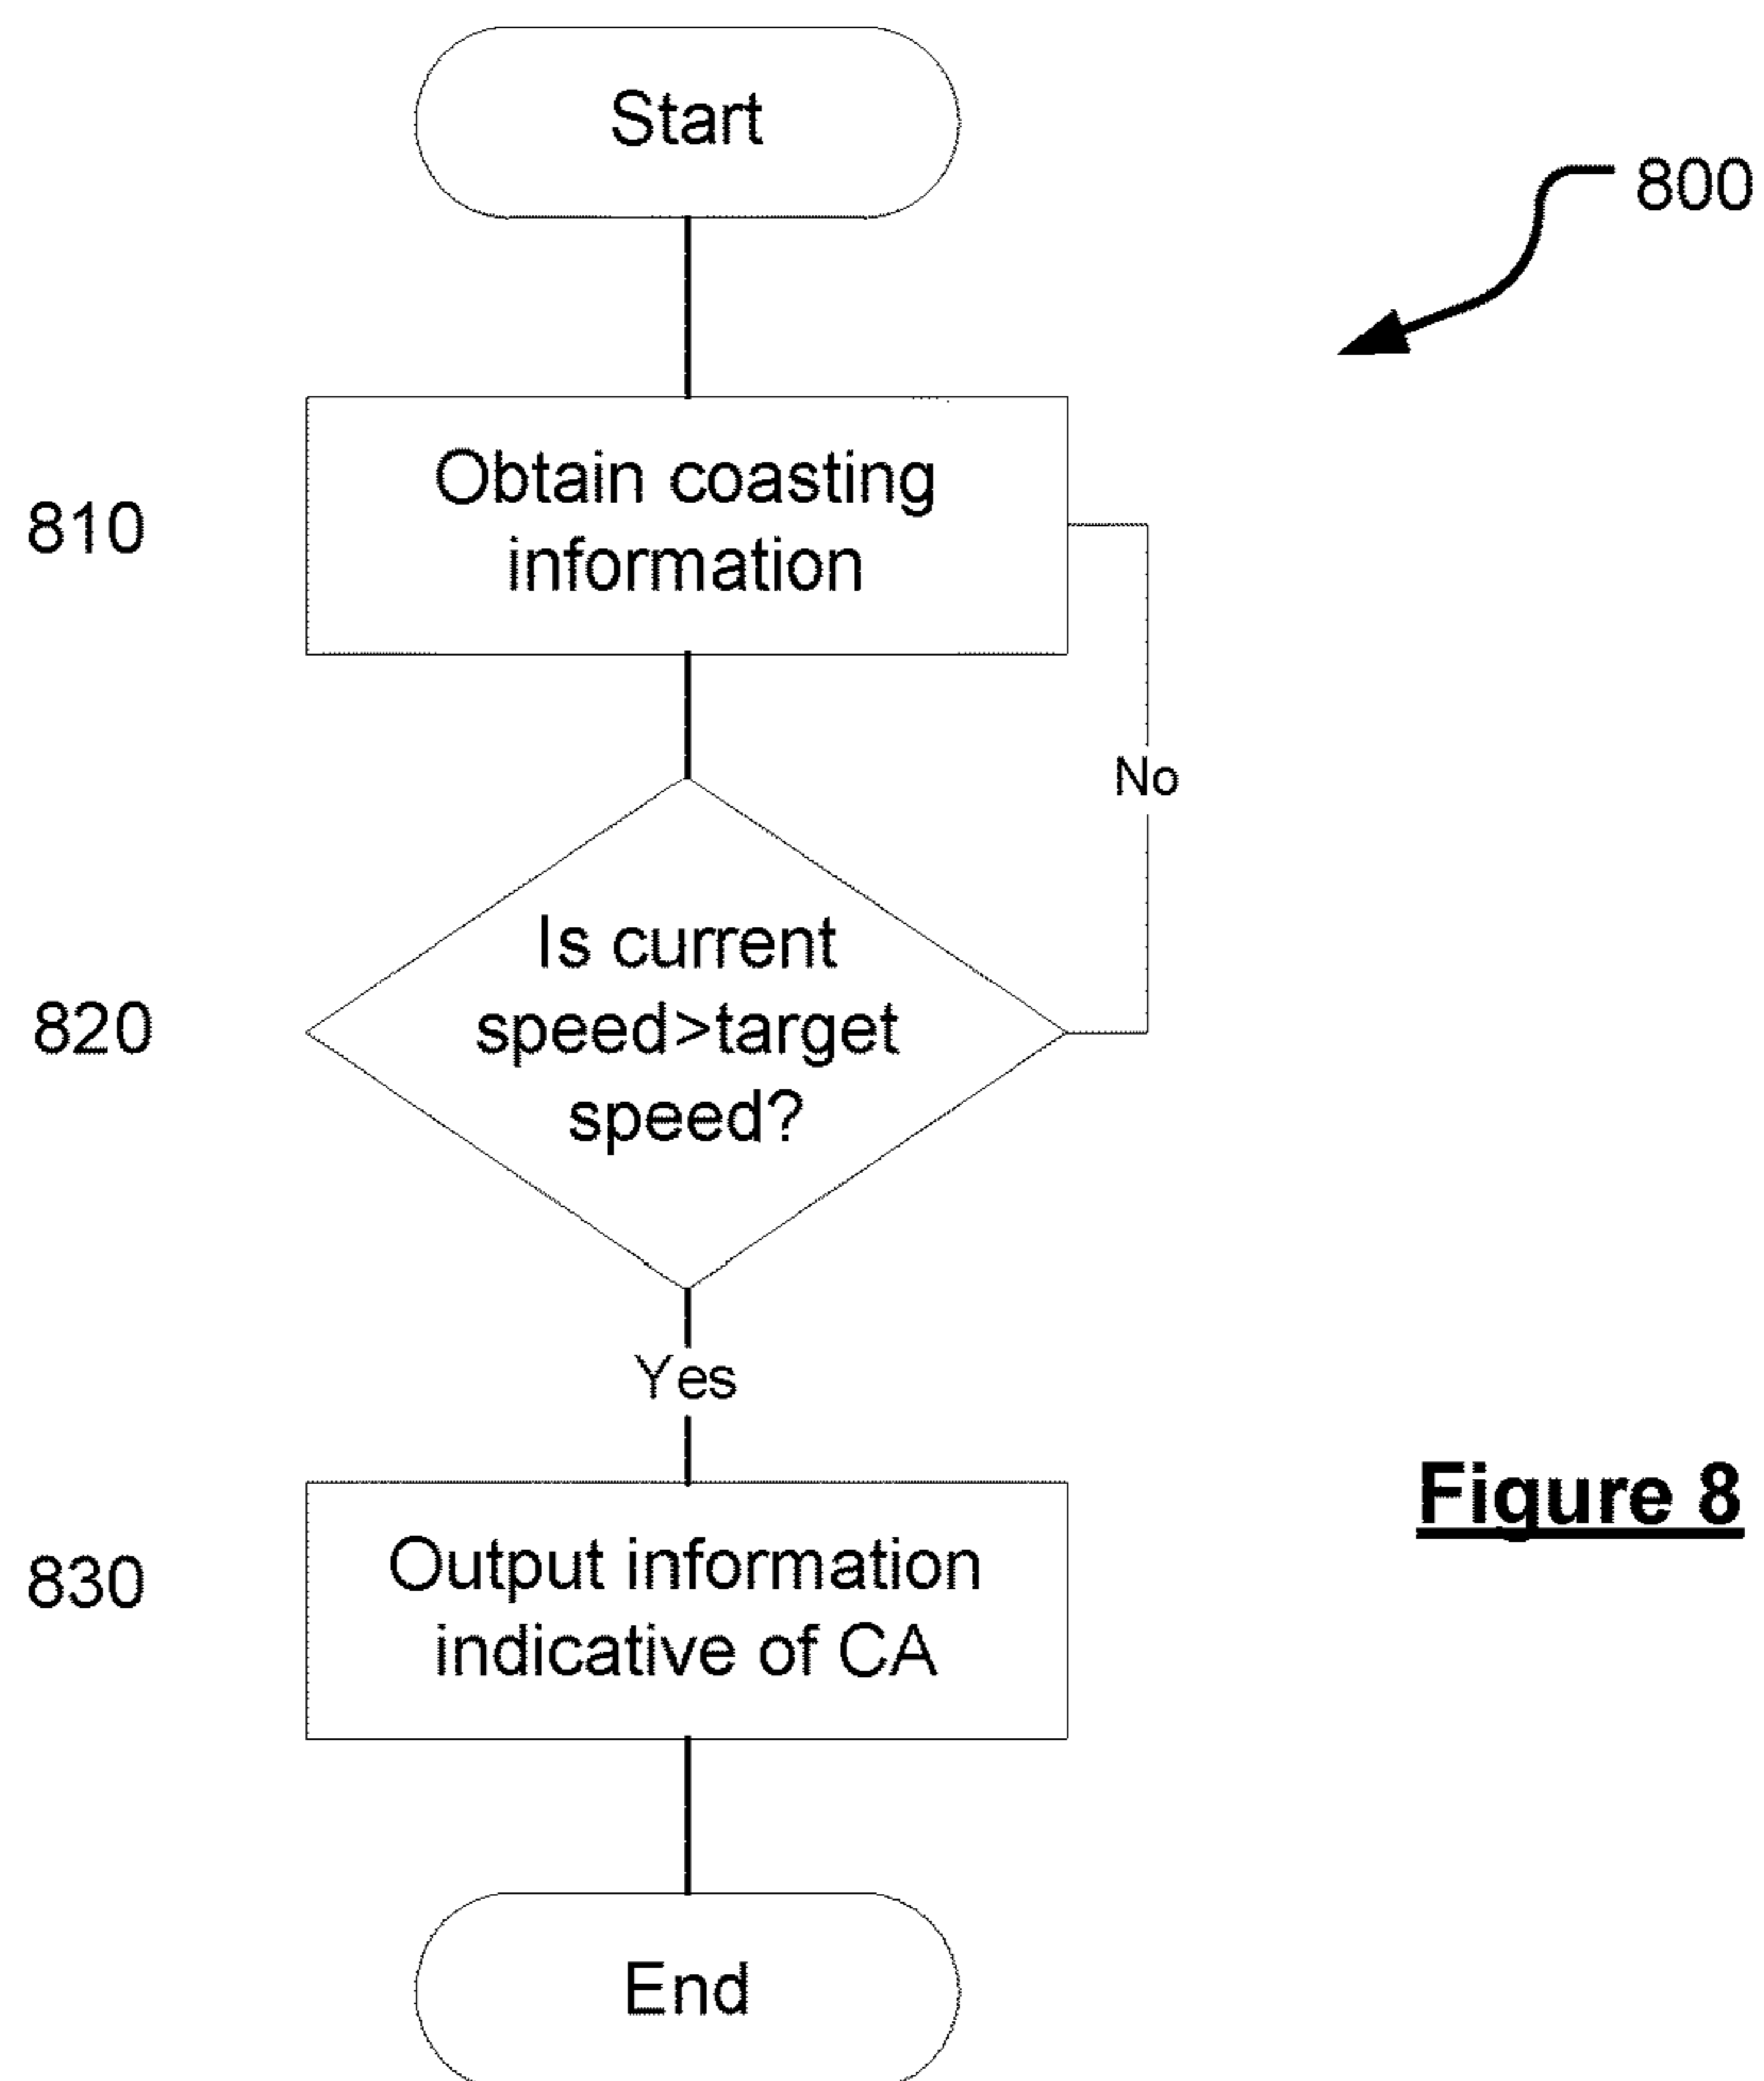 Start
800
810
Obtain coasting
information
No
820
Is current
speed>target
speed?
Yes
830
Output information
indicative of CA
Figure 8
End